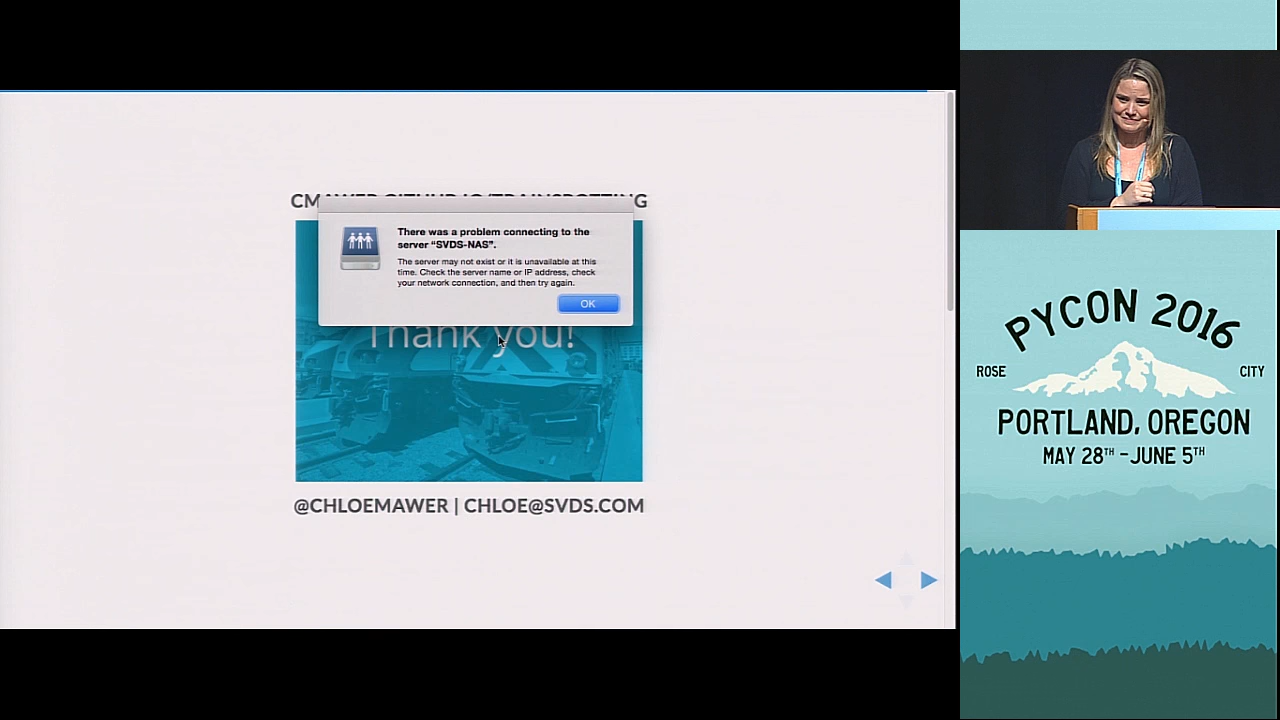 There was a problem connecting to the
server “SVDS-NAS”.
The server may not exist or it is unavailable at this
time. Check the server name or IP address, check
your network connection, and then try again.
OK
Thank you!
@CHLOEMAWER | CHLOE@SVDS.COM
PYCON 2016
ROSE CITY
PORTLAND, OREGON
MAY 28TH - JUNE 5TH